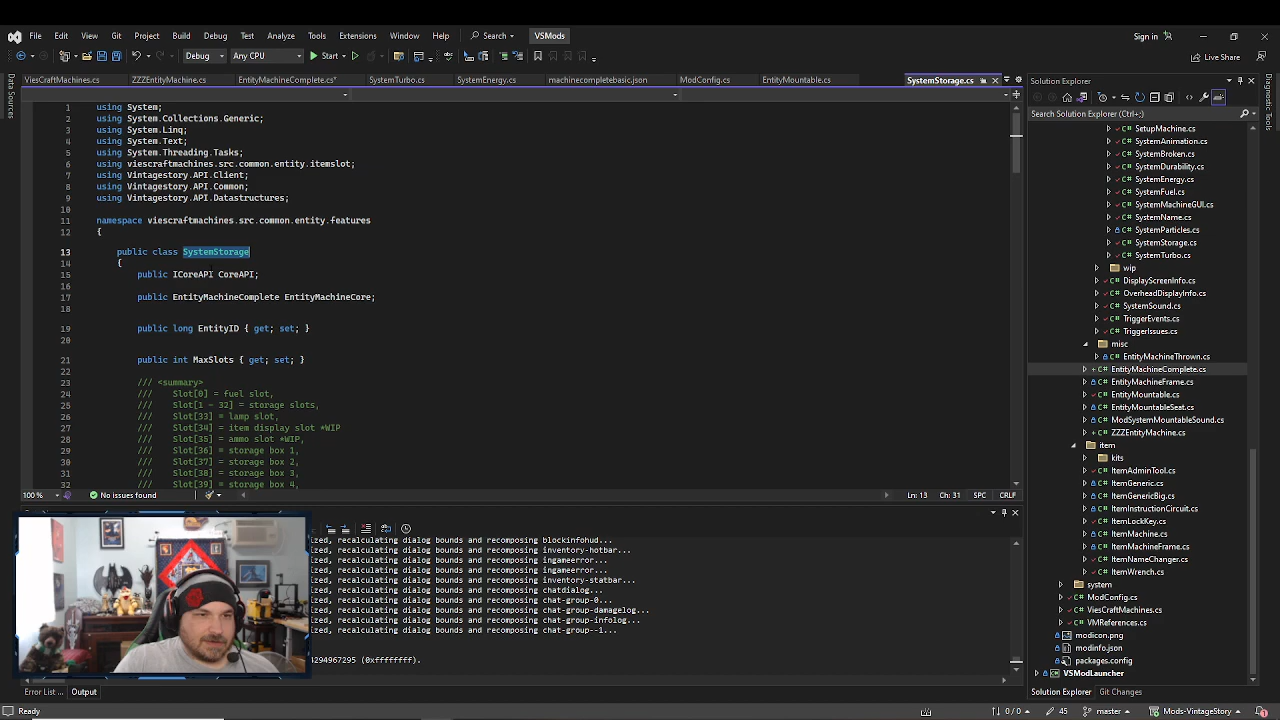 File Edit View Git Project Build Debug Test Analyze Tools Extensions Window Help Search VSMods Sign in
Debug Any CPU Start Live Share
Data Sources
ViesCraftMachines.cs ZZZEntityMachine.cs EntityMachineComplete.cs* SystemTurbo.cs SystemEnergy.cs machinecompletebasic.json ModConfig.cs EntityMountable.cs SystemStorage.cs
1 using System;
2 using System.Collections.Generic;
3 using System.Linq;
4 using System.Text;
5 using System.Threading.Tasks;
6 using viescraftmachines.src.common.entity.itemslot;
7 using Vintagestory.API.Client;
8 using Vintagestory.API.Common;
9 using Vintagestory.API.Datastructures;
10
11 namespace viescraftmachines.src.common.entity.features
12 {
13 public class SystemStorage
14 {
15 public ICoreAPI CoreAPI;
16
17 public EntityMachineComplete EntityMachineCore;
18
19 public long EntityID { get; set; }
20
21 public int MaxSlots { get; set; }
22
23 /// <summary>
24 /// Slot[0] = fuel slot,
25 /// Slot[1 - 32] = storage slots,
26 /// Slot[33] = lamp slot,
27 /// Slot[34] = item display slot *WIP
28 /// Slot[35] = ammo slot *WIP,
29 /// Slot[36] = storage box 1,
30 /// Slot[37] = storage box 2,
31 /// Slot[38] = storage box 3,
32 /// Slot[39] = storage box 4,
100 % No issues found Ln: 13 Ch: 31 SPC CRLF
ized, recalculating dialog bounds and recomposing blockinfohud...
ized, recalculating dialog bounds and recomposing inventory-hotbar...
ized, recalculating dialog bounds and recomposing ingameerror...
ized, recalculating dialog bounds and recomposing ingameerror...
ized, recalculating dialog bounds and recomposing inventory-statbar...
ized, recalculating dialog bounds and recomposing chatdialog...
ized, recalculating dialog bounds and recomposing chat-group-0...
ized, recalculating dialog bounds and recomposing chat-group-damagelog...
ized, recalculating dialog bounds and recomposing chat-group-infolog...
ized, recalculating dialog bounds and recomposing chat-group--1...
4294967295 (0xffffffff).
Error List ... Output
Solution Explorer
Search Solution Explorer (Ctrl+;)
SetupMachine.cs
SystemAnimation.cs
SystemBroken.cs
SystemDurability.cs
SystemEnergy.cs
SystemFuel.cs
SystemMachineGUI.cs
SystemName.cs
SystemParticles.cs
SystemStorage.cs
SystemTurbo.cs
wip
DisplayScreenInfo.cs
OverheadDisplayInfo.cs
SystemSound.cs
TriggerEvents.cs
TriggerIssues.cs
misc
EntityMachineThrown.cs
EntityMachineComplete.cs
EntityMachineFrame.cs
EntityMountable.cs
EntityMountableSeat.cs
ModSystemMountableSound.cs
ZZZEntityMachine.cs
item
kits
ItemAdminTool.cs
ItemGeneric.cs
ItemGenericBig.cs
ItemInstructionCircuit.cs
ItemLockKey.cs
ItemMachine.cs
ItemMachineFrame.cs
ItemNameChanger.cs
ItemWrench.cs
system
ModConfig.cs
ViesCraftMachines.cs
VMReferences.cs
modicon.png
modinfo.json
packages.config
VSModLauncher
Solution Explorer Git Changes
Diagnostic Tools
Ready 0 / 0 45 master Mods-VintageStory